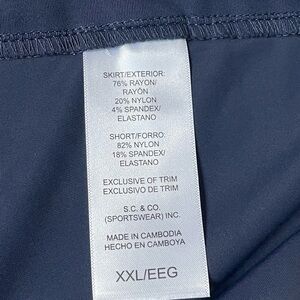 SKIRT/EXTERIOR:
76% RAYON/
RAYÓN
20% NYLON
4% SPANDEX/
ELASTANO
SHORT/FORRO:
82% NYLON
18% SPANDEX/
ELASTANO
EXCLUSIVE OF TRIM
EXCLUSIVO DE TRIM
S.C. & CO.
(SPORTSWEAR) INC.
MADE IN CAMBODIA
HECHO EN CAMBOYA
XXL/EEG